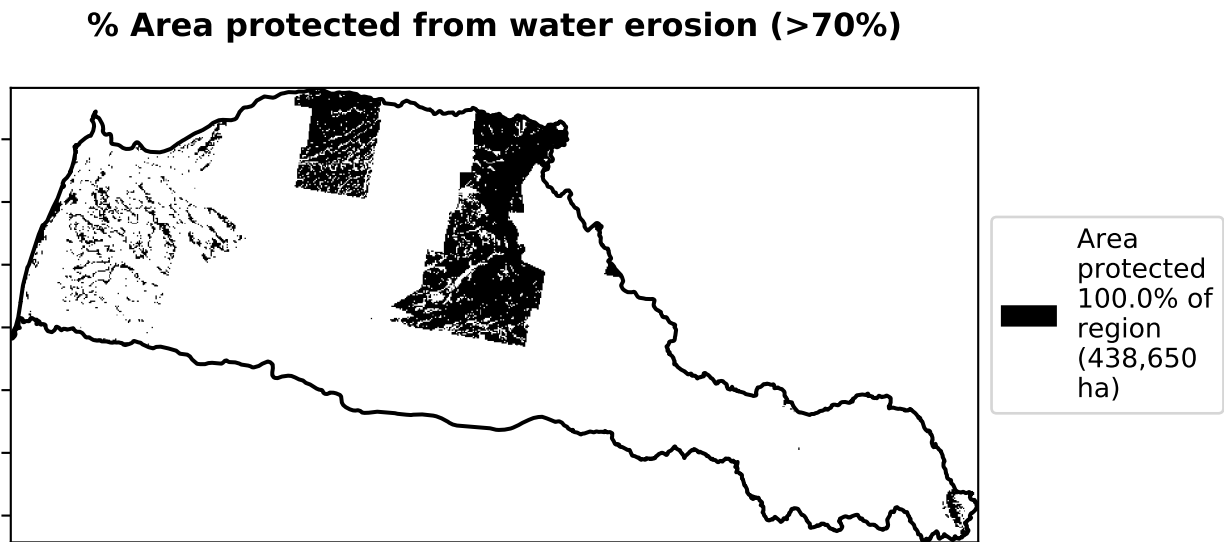 % Area protected from water erosion (>70%)
Area
protected
100.0% of
region
(438,650
ha)